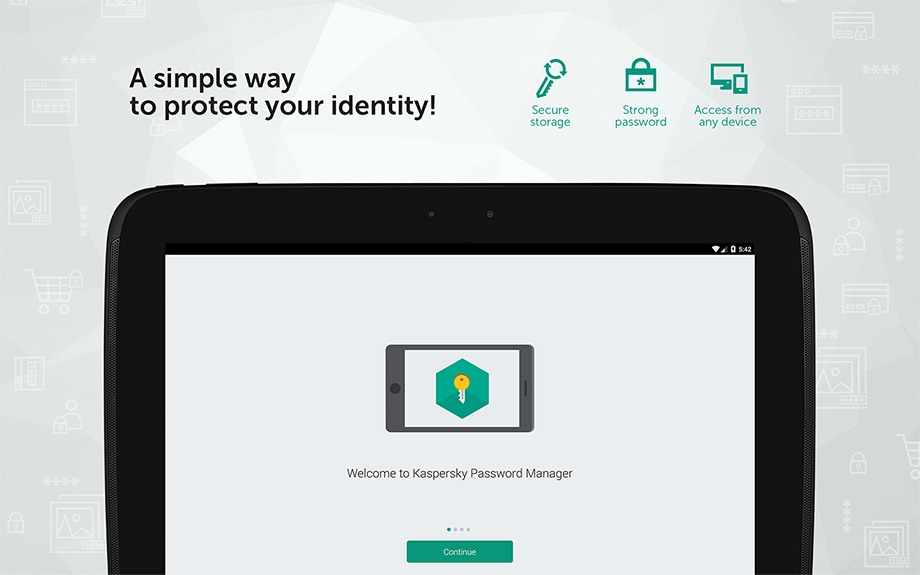 A simple way
to protect your identity!
Secure
storage
Strong
password
Access from
any device
5:42
Welcome to Kaspersky Password Manager
Continue